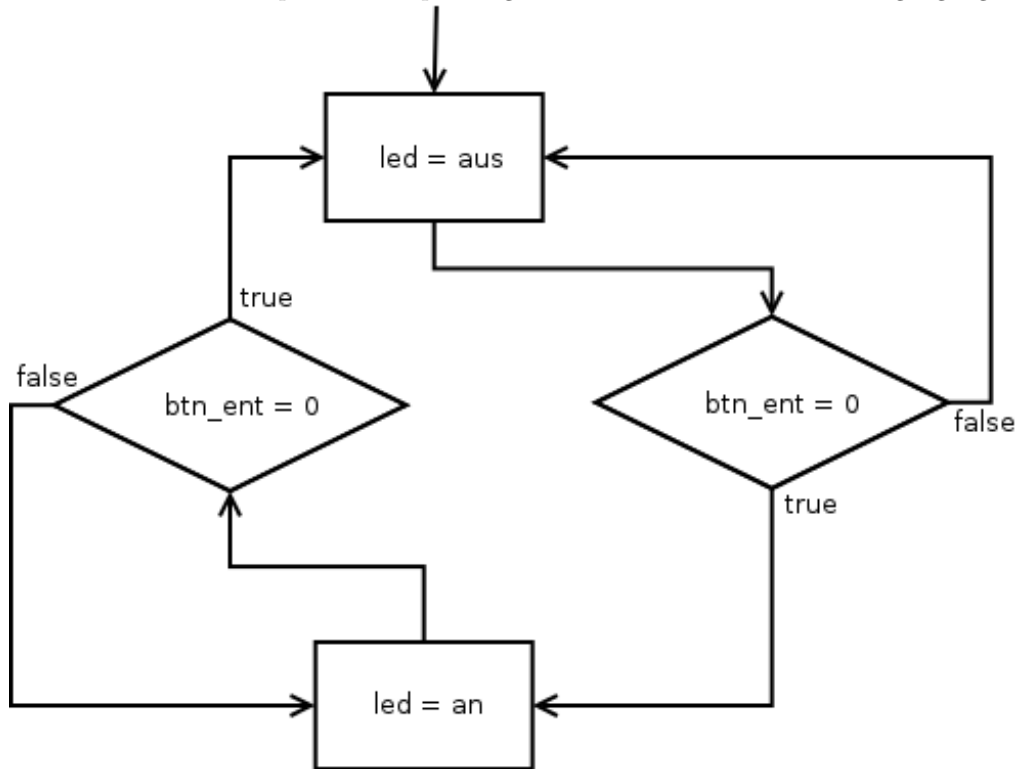 led = aus
true
false
btn_ent = 0
btn_ent = 0
false
true
led = an